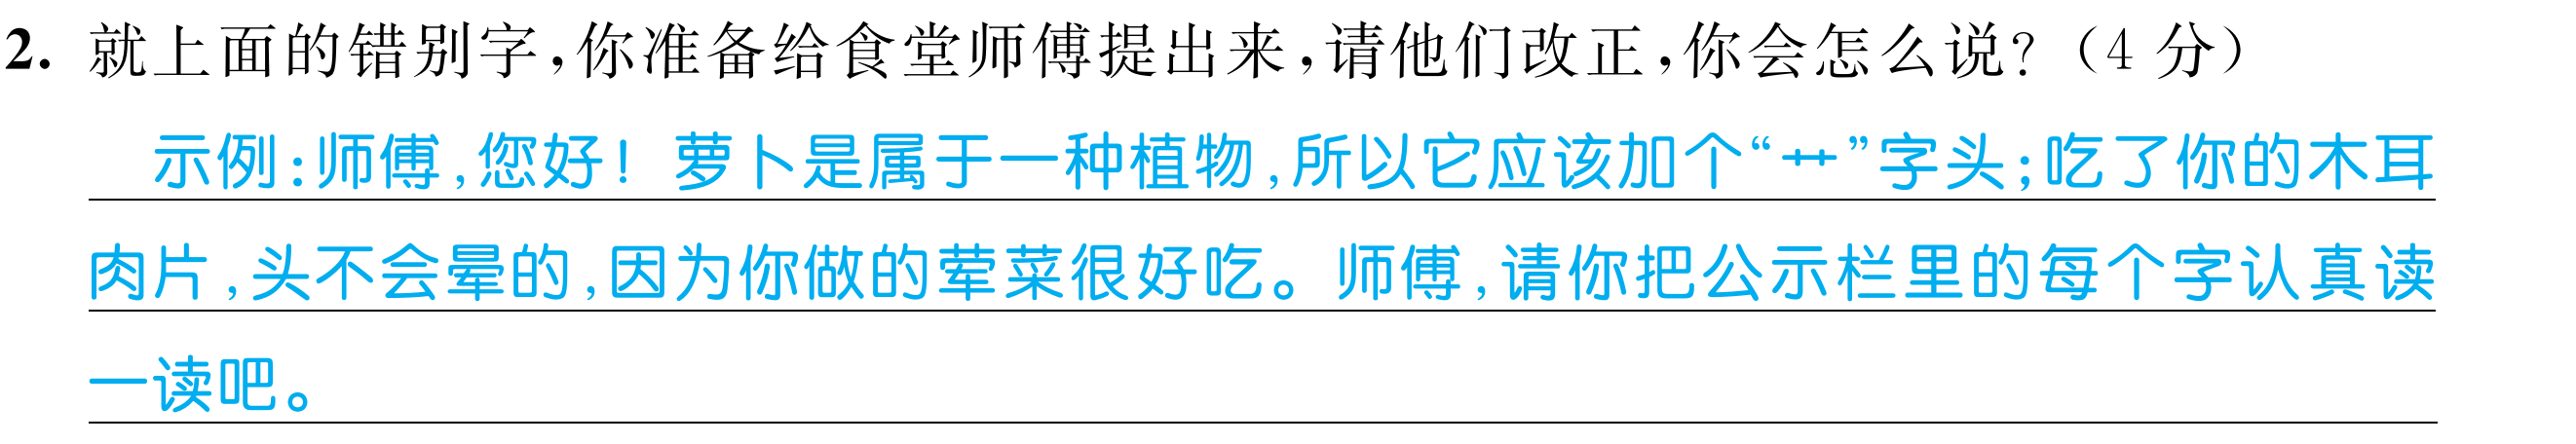 2. 就上面的错别字,你准备给食堂师傅提出来,请他们改正,你会怎么说?(4 分)
示例:师傅,您好! 萝卜是属于一种植物,所以它应该加个“艹”字头;吃了你的木耳
肉片,头不会晕的,因为你做的荤菜很好吃。师傅,请你把公示栏里的每个字认真读
一读吧。